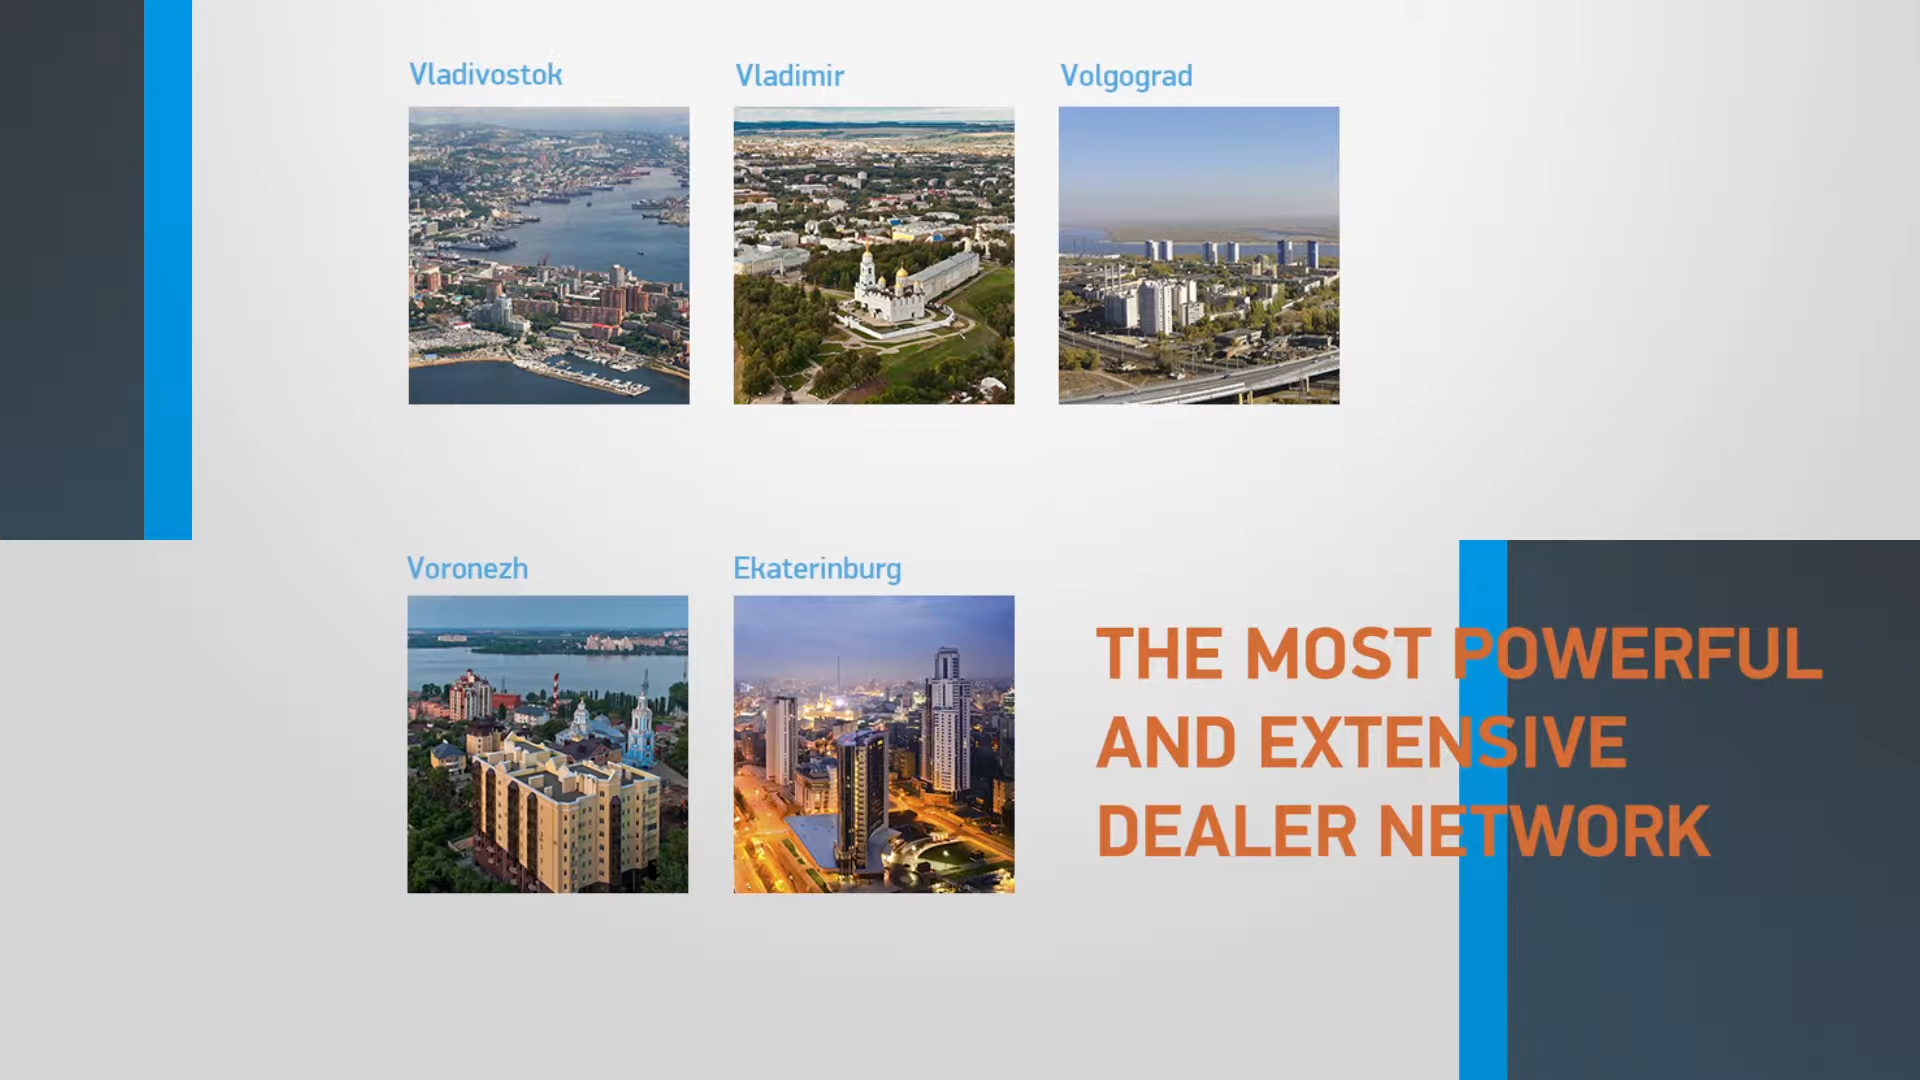 Vladivostok
Vladimir
Volgograd
Voronezh
Ekaterinburg
THE MOST POWERFUL
AND EXTENSIVE
DEALER NETWORK